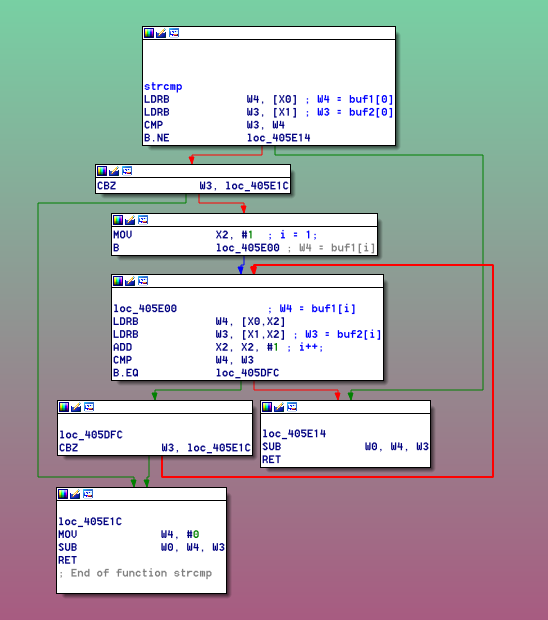 strcmp
LDRB W4, [X0] ; W4 = buf1[0]
LDRB W3, [X1] ; W3 = buf2[0]
CMP W3, W4
B.NE loc_405E14
CBZ W3, loc_405E1C
MOV X2, #1 ; i = 1;
B loc_405E00 ; W4 = buf1[i]
loc_405E00 ; W4 = buf1[i]
LDRB W4, [X0,X2]
LDRB W3, [X1,X2] ; W3 = buf2[i]
ADD X2, X2, #1 ; i++;
CMP W4, W3
B.EQ loc_405DFC
loc_405DFC
CBZ W3, loc_405E1C
loc_405E14
SUB W0, W4, W3
RET
loc_405E1C
MOV W4, #0
SUB W0, W4, W3
RET
; End of function strcmp